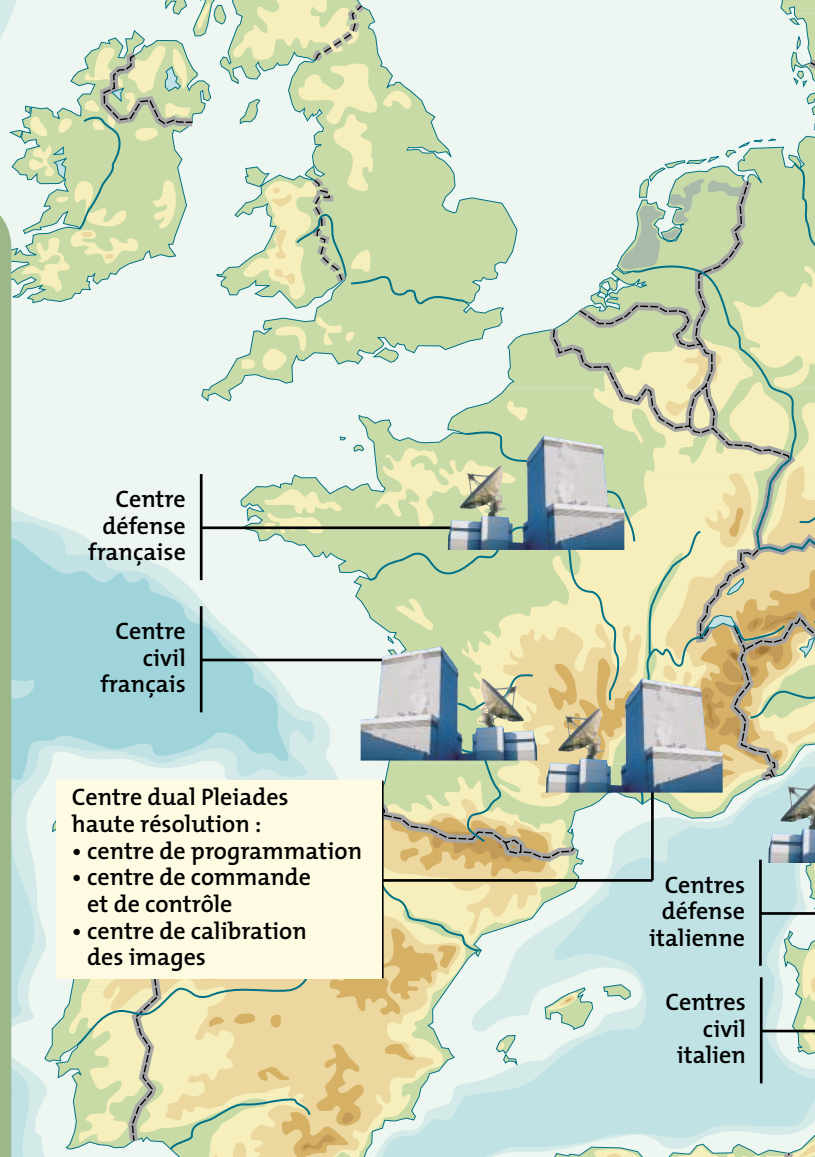 Centre
défense
française
Centre
civil
français
Centre dual Pleiades
haute résolution :
• centre de programmation
• centre de commande
et de contrôle
• centre de calibration
des images
Centres
défense
italienne
Centres
civil
italien